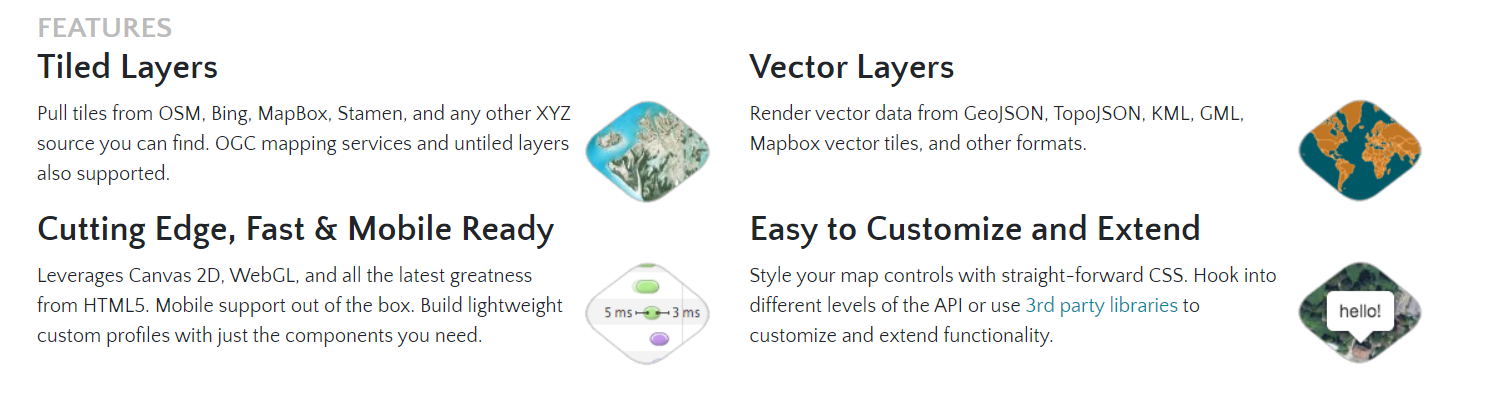 FEATURES
Tiled Layers
Pull tiles from OSM, Bing, MapBox, Stamen, and any other XYZ
source you can find. OGC mapping services and untiled layers
also supported.
Vector Layers
Render vector data from GeoJSON, TopoJSON, KML, GML,
Mapbox vector tiles, and other formats.
Cutting Edge, Fast & Mobile Ready
Leverages Canvas 2D, WebGL, and all the latest greatness
from HTML5. Mobile support out of the box. Build lightweight
custom profiles with just the components you need.
5 ms 3 ms
Easy to Customize and Extend
Style your map controls with straight-forward CSS. Hook into
different levels of the API or use 3rd party libraries to
customize and extend functionality.
hello!